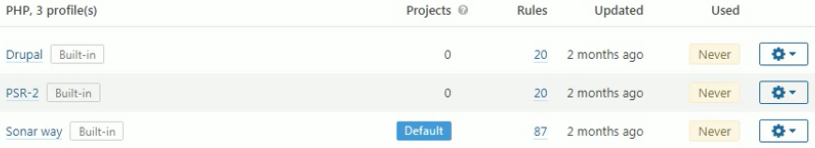 PHP, 3 profile(s) Projects Rules Updated Used
Drupal Built-in 0 20 2 months ago Never
PSR-2 Built-in 0 20 2 months ago Never
Sonar way Built-in Default 87 2 months ago Never